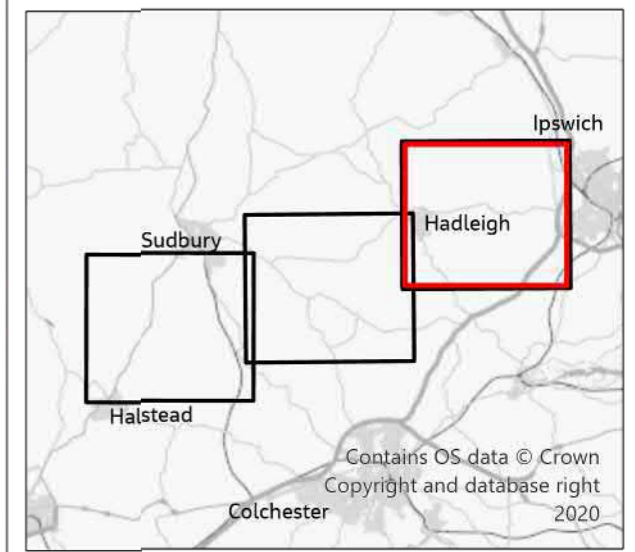 Ipswich
Hadleigh
Sudbury
Halstead
Contains OS data © Crown
Copyright and database right
2020
Colchester